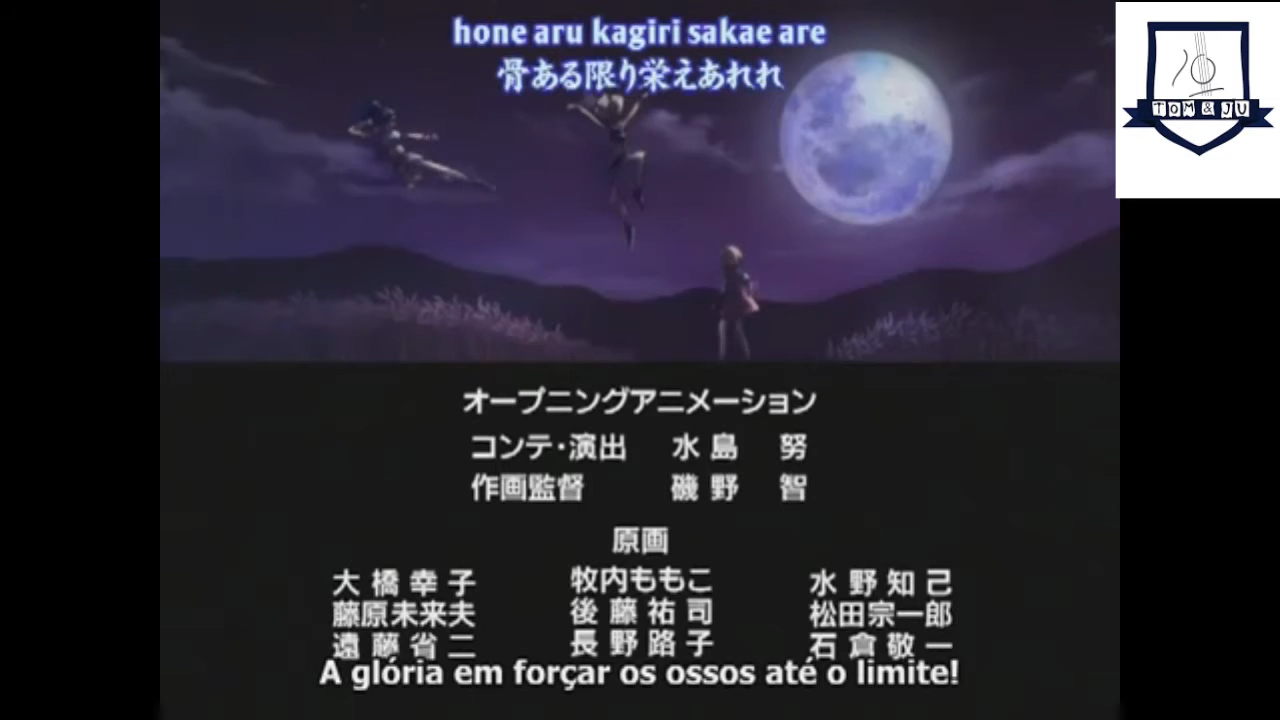 hone aru kagiri sakae are
骨ある限り栄えあれれ
TOM & JU
オープニングアニメーション
コンテ・演出 水島 努
作画監督 磯野 智
原画
大橋幸子 牧内ももこ 水野知己
藤原未来夫 後藤祐司 松田宗一郎
遠藤省二 長野路子 石倉敬一
A glória em forçar os ossos até o limite!